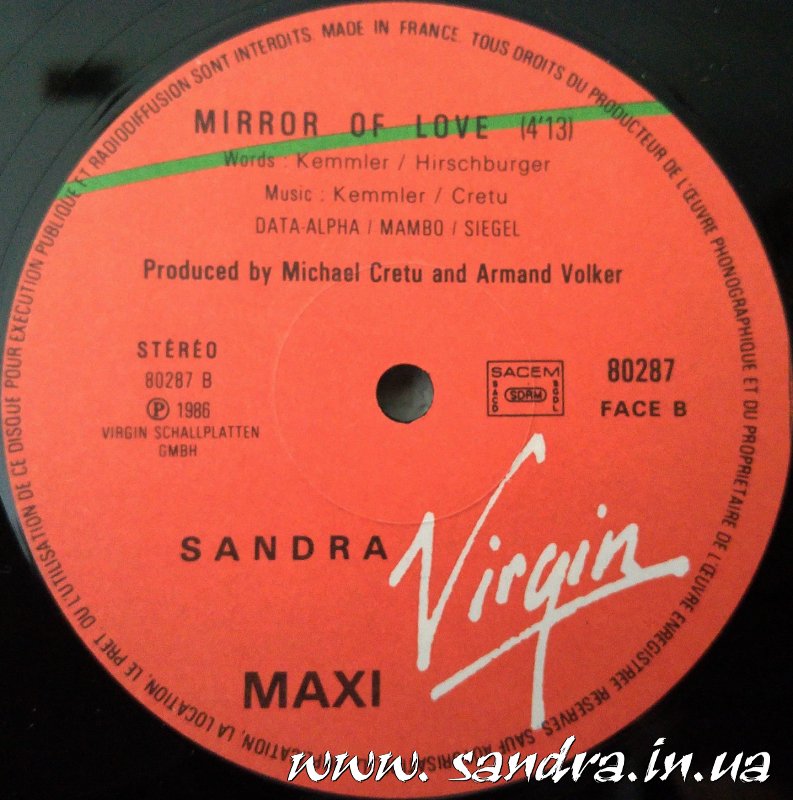 MADE IN FRANCE. TOUS DROITS DU PRODUCTEUR DE L'ŒUVRE PHONOGRAPHIQUE ET DU PROPRIETAIRE DE L'ŒUVRE ENREGISTREE RESERVES. SAUF AUTORISA
LA LOCATION, LE PRET OU L'UTILISATION DE CE DISQUE POUR EXECUTION PUBLIQUE ET RADIODIFFUSION SONT INTERDITS.
MIRROR OF LOVE (4'13)
Words : Kemmler / Hirschburger
Music : Kemmler / Cretu
DATA-ALPHA / MAMBO / SIEGEL
Produced by Michael Cretu and Armand Volker
STÉRÉO
80287 B
Ⓟ 1986
VIRGIN SCHALLPLATTEN
GMBH
SACEM
SACD
SDRM
SGDL
80287
FACE B
SANDRA
Virgin
MAXI
www.sandra.in.ua